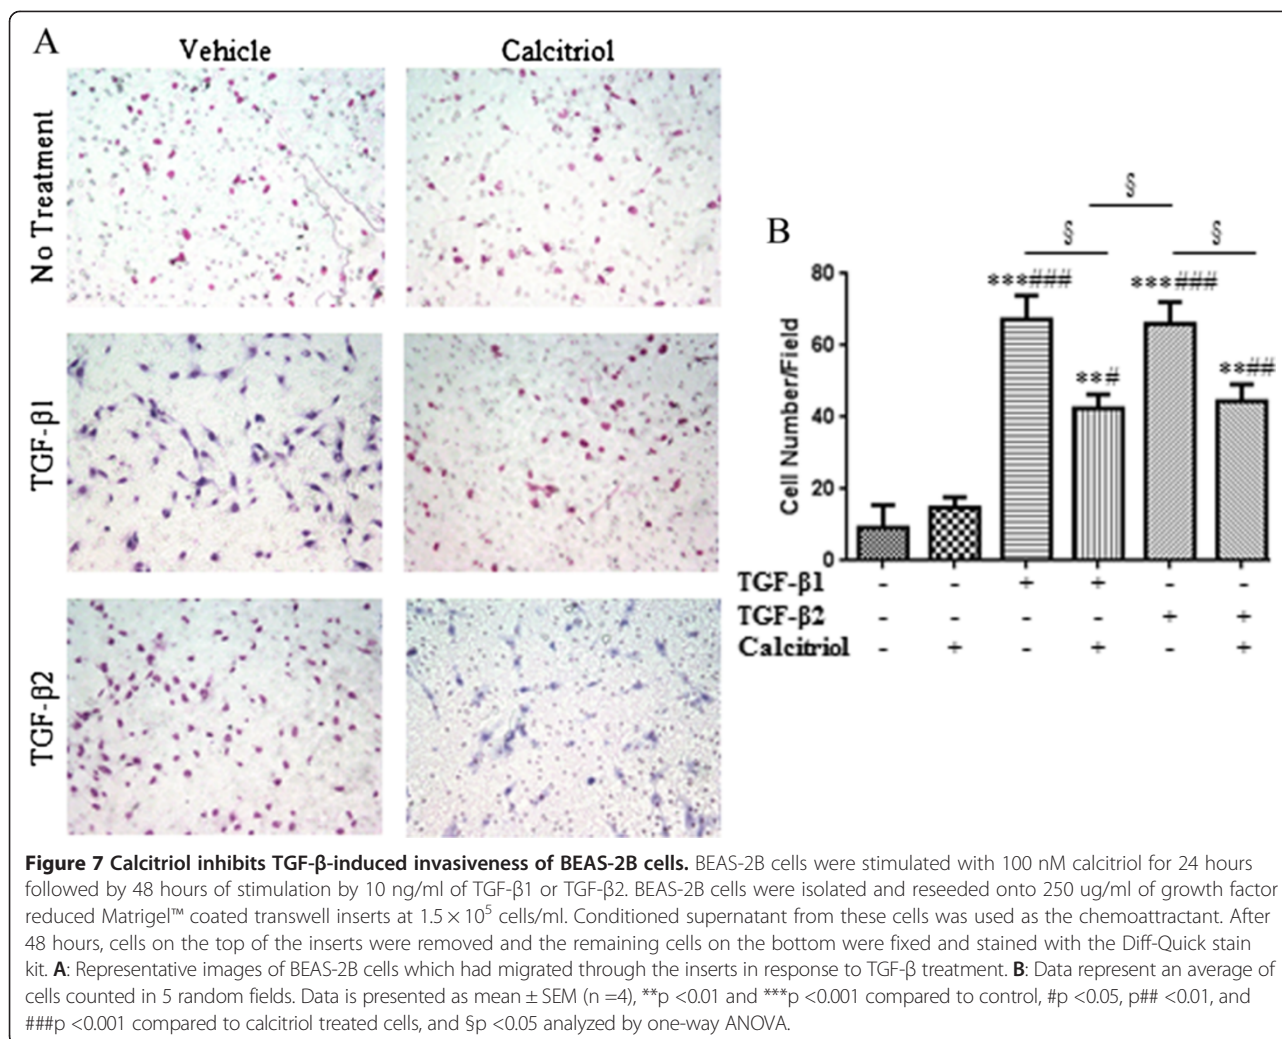 A
Vehicle Calcitriol
No Treatment
TGF-β1
TGF-β2
B
§
§ §
***### ***###
**# **##
Cell Number/Field
80
60
40
20
0
TGF-β1 - - + + - -
TGF-β2 - - - - + +
Calcitriol - + - + - +
Figure 7 Calcitriol inhibits TGF-β-induced invasiveness of BEAS-2B cells. BEAS-2B cells were stimulated with 100 nM calcitriol for 24 hours
followed by 48 hours of stimulation by 10 ng/ml of TGF-β1 or TGF-β2. BEAS-2B cells were isolated and reseeded onto 250 ug/ml of growth factor
reduced Matrigel™ coated transwell inserts at 1.5 × 10⁵ cells/ml. Conditioned supernatant from these cells was used as the chemoattractant. After
48 hours, cells on the top of the inserts were removed and the remaining cells on the bottom were fixed and stained with the Diff-Quick stain
kit. A: Representative images of BEAS-2B cells which had migrated through the inserts in response to TGF-β treatment. B: Data represent an average of
cells counted in 5 random fields. Data is presented as mean ± SEM (n =4), **p <0.01 and ***p <0.001 compared to control, #p <0.05, p## <0.01, and
###p <0.001 compared to calcitriol treated cells, and §p <0.05 analyzed by one-way ANOVA.